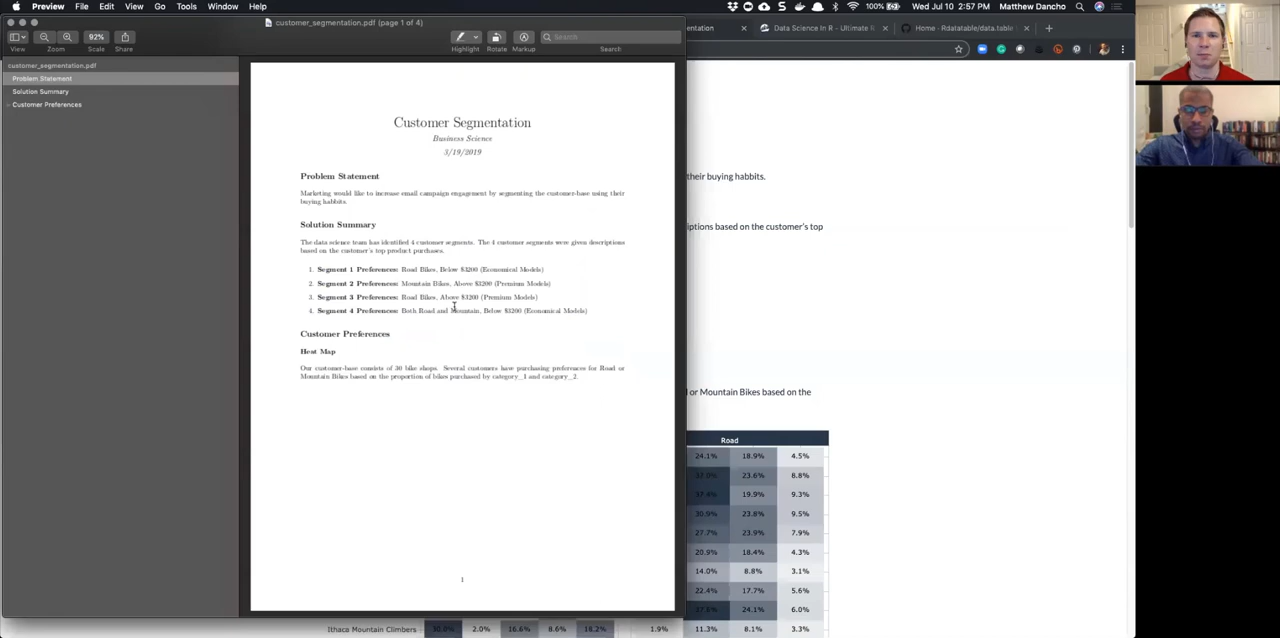 Preview File Edit View Go Tools Window Help
100% Wed Jul 10 2:57 PM Matthew Dancho
customer_segmentation.pdf (page 1 of 4)
92%
View Zoom Scale Share
Search
Highlight Rotate Markup Search
entation
Data Science In R - Ultimate R
Home · Rdatatable/data.table
customer_segmentation.pdf
Problem Statement
Solution Summary
Customer Preferences
Customer Segmentation
Business Science
3/19/2019
Problem Statement
Marketing would like to increase email campaign engagement by segmenting the customer-base using their
buying habbits.
Solution Summary
The data science team has identified 4 customer segments. The 4 customer segments were given descriptions
based on the customer's top product purchases.
1. Segment 1 Preferences: Road Bikes, Below $3200 (Economical Models)
2. Segment 2 Preferences: Mountain Bikes, Above $3200 (Premium Models)
3. Segment 3 Preferences: Road Bikes, Above $3200 (Premium Models)
4. Segment 4 Preferences: Both Road and Mountain, Below $3200 (Economical Models)
Customer Preferences
Heat Map
Our customer-base consists of 30 bike shops. Several customers have purchasing preferences for Road or
Mountain Bikes based on the proportion of bikes purchased by category_1 and category_2.
1
their buying habbits.
iptions based on the customer's top
l or Mountain Bikes based on the
Road
24.1% 18.9% 4.5%
23.6% 8.8%
19.9% 9.3%
30.9% 23.8% 9.5%
27.7% 23.9% 7.9%
20.9% 18.4% 4.3%
14.0% 8.8% 3.1%
22.4% 17.7% 5.6%
24.1% 6.0%
Ithaca Mountain Climbers 2.0% 16.6% 8.6% 18.2% 1.9% 11.3% 8.1% 3.3%